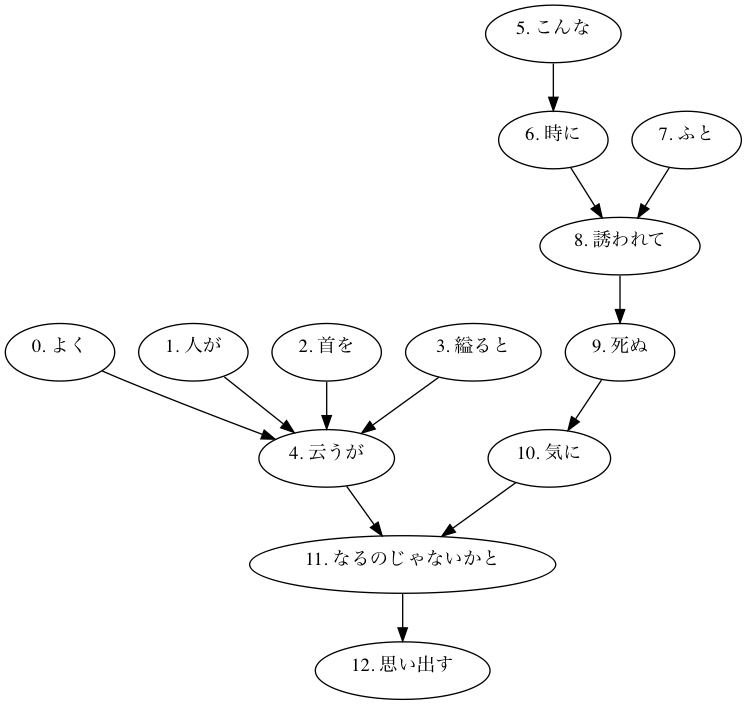 5. こんな
6. 時に
7. ふと
8. 誘われて
0. よく
1. 人が
2. 首を
3. 縊ると
9. 死ぬ
4. 云うが
10. 気に
11. なるのじゃないかと
12. 思い出す